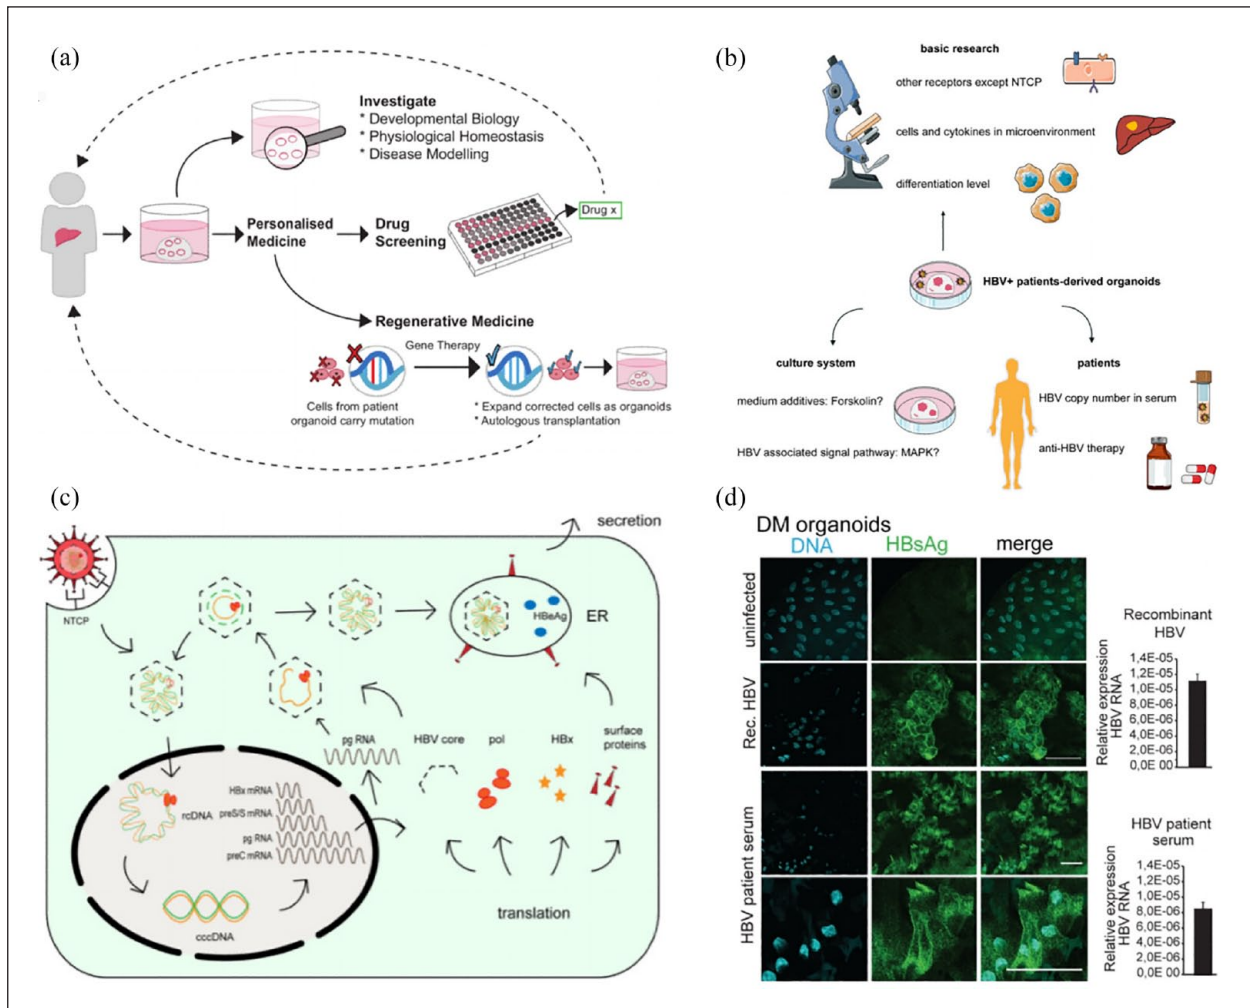 (a)
Investigate
* Developmental Biology
* Physiological Homeostasis
* Disease Modelling
Personalised
Medicine
Drug
Screening
Drug x
Regenerative Medicine
Gene Therapy
Cells from patient
organoid carry mutation
* Expand corrected cells as organoids
* Autologous transplantation
(b)
basic research
other receptors except NTCP
cells and cytokines in microenvironment
differentiation level
HBV+ patients-derived organoids
culture system
medium additives: Forskolin?
HBV associated signal pathway: MAPK?
patients
HBV copy number in serum
anti-HBV therapy
(c)
secretion
NTCP
HBeAg
ER
pg RNA
HBV core
pol
HBx
surface
proteins
HBx mRNA
preS/S mRNA
pg RNA
preC mRNA
rcDNA
cccDNA
translation
(d)
DM organoids
DNA
HBsAg
merge
uninfected
Rec. HBV
HBV patient serum
Recombinant
HBV
Relative expression
HBV RNA
1,4E-05
1,2E-05
1,0E-05
8,0E-06
6,0E-06
4,0E-06
2,0E-06
0,0E 00
HBV patient
serum
Relative expression
HBV RNA
1,4E-05
1,2E-05
1,0E-05
8,0E-06
6,0E-06
4,0E-06
2,0E-06
0,0E 00